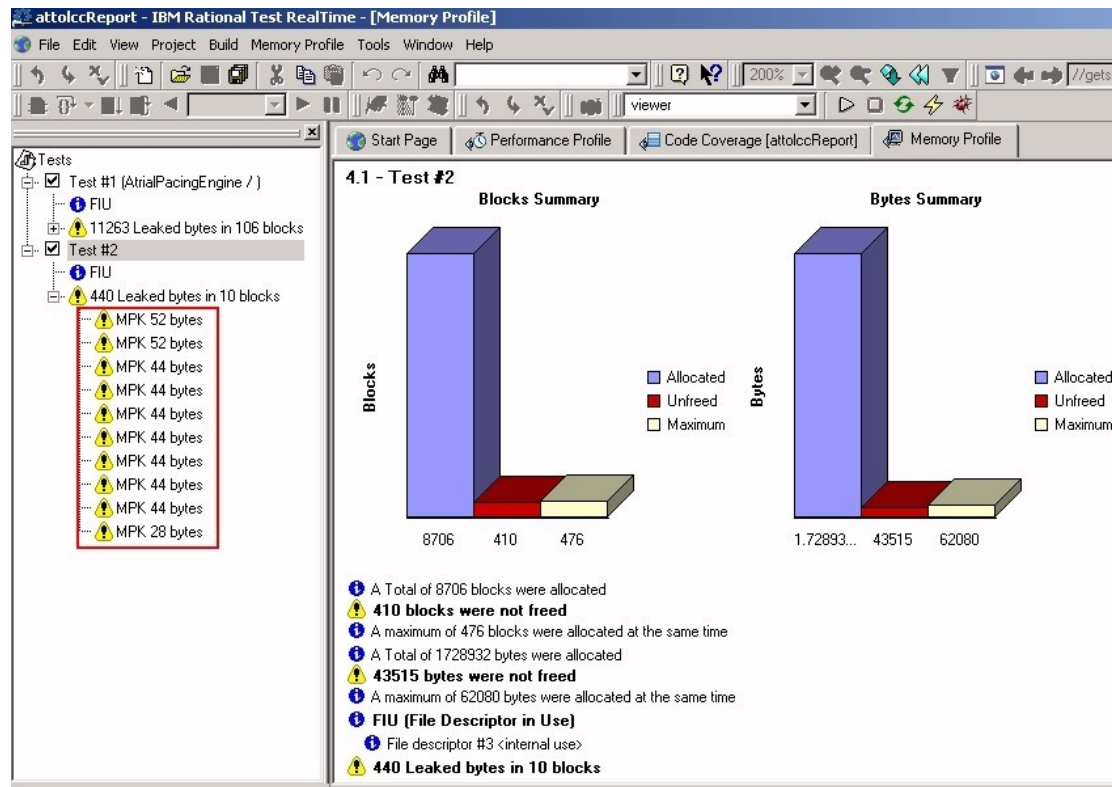 attolccReport - IBM Rational Test RealTime - [Memory Profile]
File Edit View Project Build Memory Profile Tools Window Help
200%
//gets
viewer
Start Page
Performance Profile
Code Coverage [attolccReport]
Memory Profile
Tests
Test #1 (AtrialPacingEngine / )
FIU
11263 Leaked bytes in 106 blocks
Test #2
FIU
440 Leaked bytes in 10 blocks
MPK 52 bytes
MPK 52 bytes
MPK 44 bytes
MPK 44 bytes
MPK 44 bytes
MPK 44 bytes
MPK 44 bytes
MPK 44 bytes
MPK 44 bytes
MPK 28 bytes
4.1 - Test #2
Blocks Summary
Blocks
Allocated
Unfreed
Maximum
8706 410 476
Bytes Summary
Bytes
Allocated
Unfreed
Maximum
1.72893... 43515 62080
A Total of 8706 blocks were allocated
410 blocks were not freed
A maximum of 476 blocks were allocated at the same time
A Total of 1728932 bytes were allocated
43515 bytes were not freed
A maximum of 62080 bytes were allocated at the same time
FIU (File Descriptor in Use)
File descriptor #3 <internal use>
440 Leaked bytes in 10 blocks